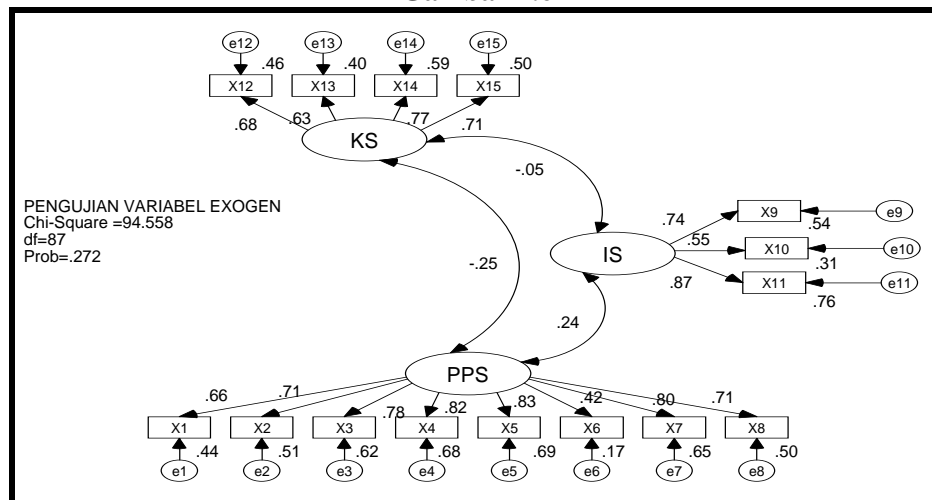 e12 e13 e14 e15
.46 .40 .59 .50
X12 X13 X14 X15
.68 .63 .77 .71
KS
-.05
PENGUJIAN VARIABEL EXOGEN
Chi-Square =94.558
df=87
Prob=.272
.74 X9 .54 e9
IS .55 X10 .31 e10
.87 X11 .76 e11
-.25
.24
PPS
.66 .71 .78 .82 .83 .42 .80 .71
X1 X2 X3 X4 X5 X6 X7 X8
.44 .51 .62 .68 .69 .17 .65 .50
e1 e2 e3 e4 e5 e6 e7 e8